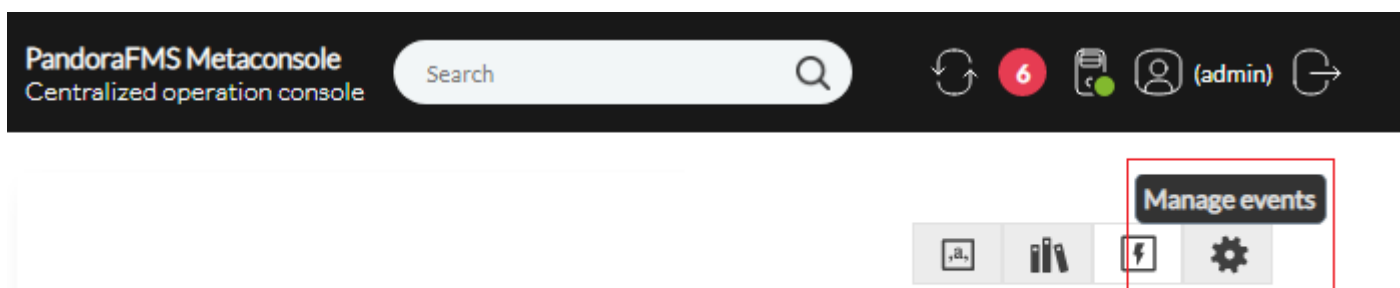 PandoraFMS Metaconsole
Centralized operation console
Search
6
(admin)
Manage events
,a,